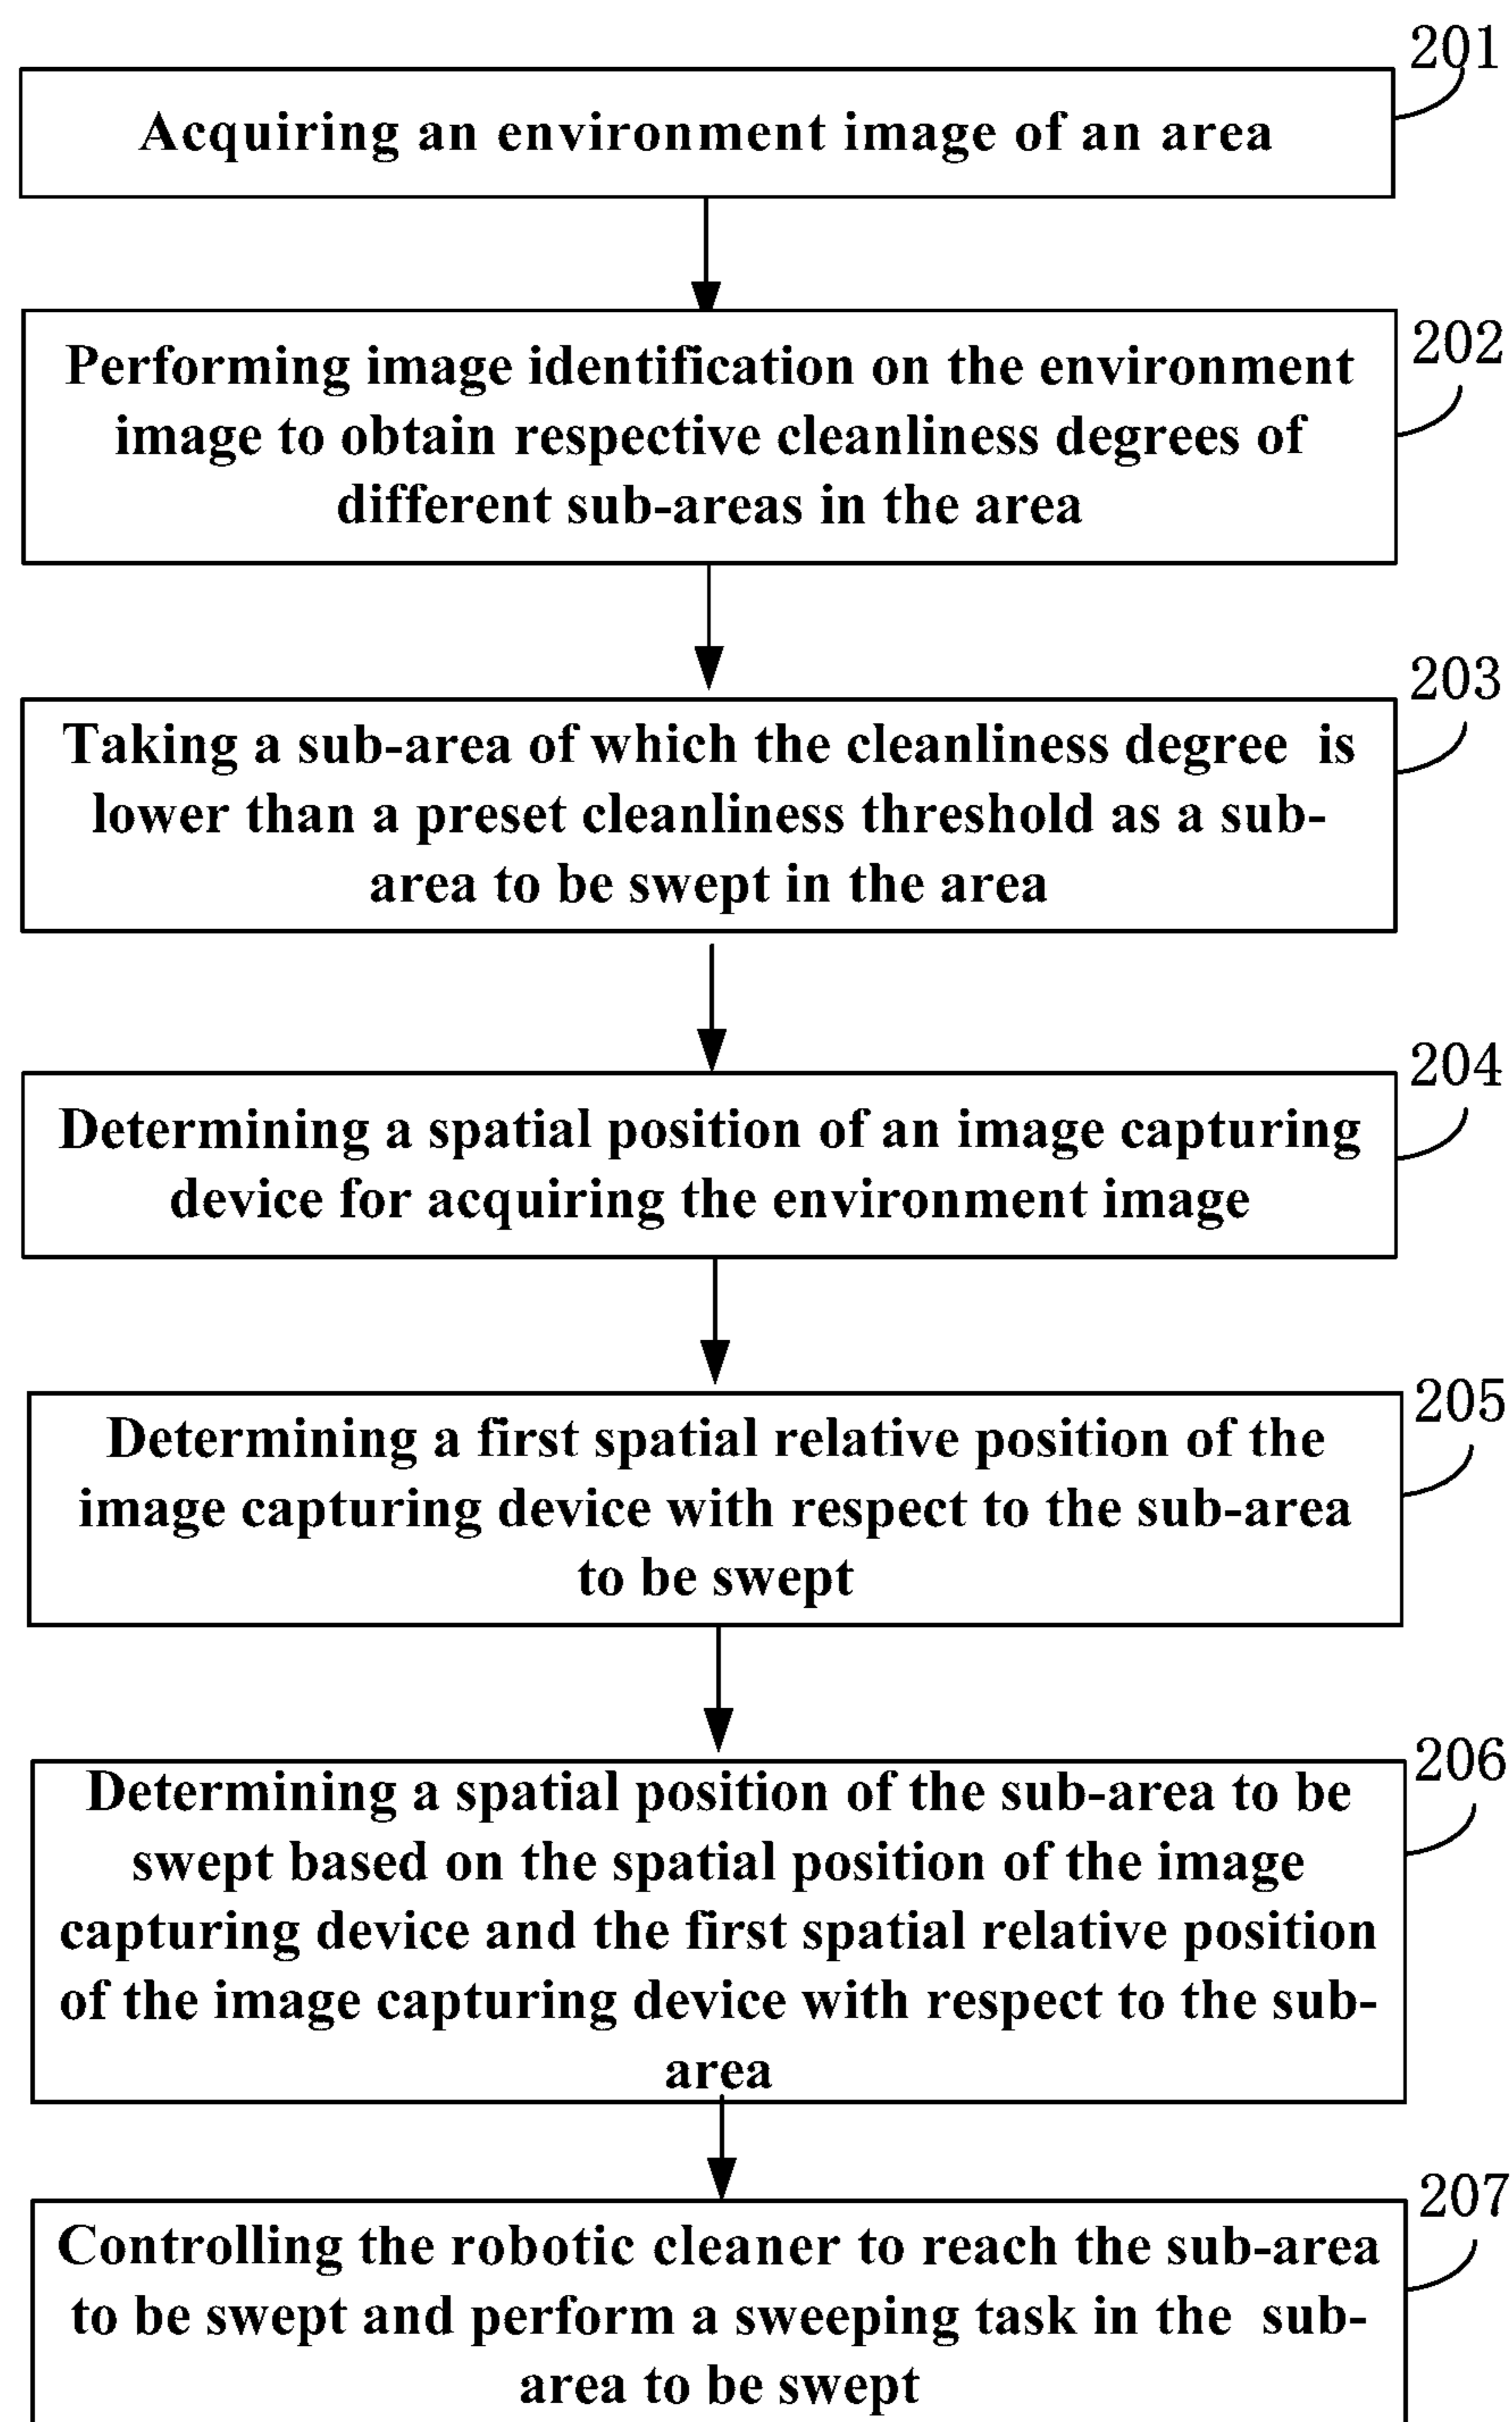 201
Acquiring an environment image of an area
202
Performing image identification on the environment
image to obtain respective cleanliness degrees of
different sub-areas in the area
203
Taking a sub-area of which the cleanliness degree is
lower than a preset cleanliness threshold as a sub-
area to be swept in the area
204
Determining a spatial position of an image capturing
device for acquiring the environment image
205
Determining a first spatial relative position of the
image capturing device with respect to the sub-area
to be swept
206
Determining a spatial position of the sub-area to be
swept based on the spatial position of the image
capturing device and the first spatial relative position
of the image capturing device with respect to the sub-
area
207
Controlling the robotic cleaner to reach the sub-area
to be swept and perform a sweeping task in the sub-
area to be swept